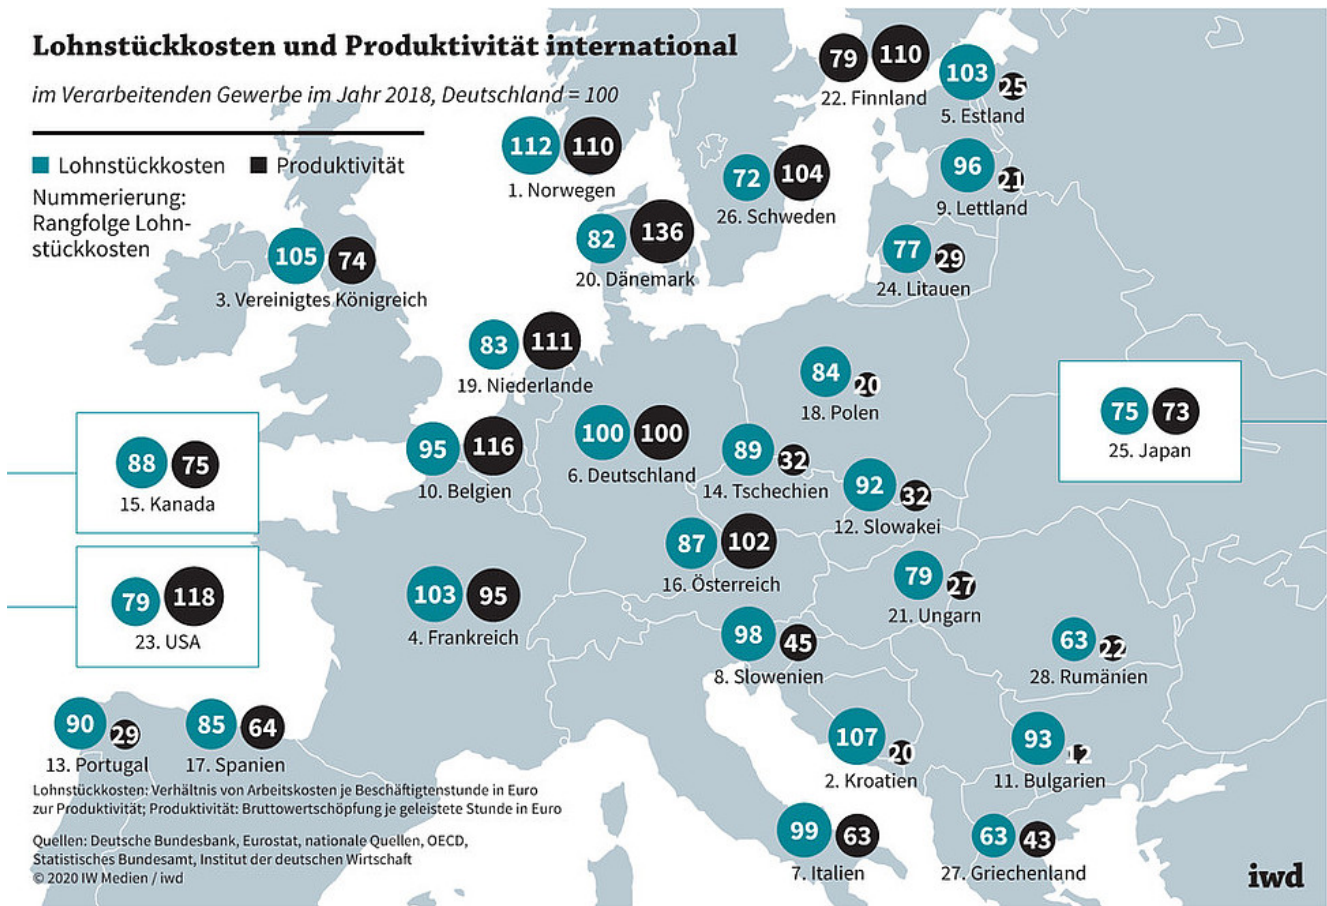 Lohnstückkosten und Produktivität international
im Verarbeitenden Gewerbe im Jahr 2018, Deutschland = 100
Lohnstückkosten Produktivität
Nummerierung:
Rangfolge Lohn-
stückkosten
79 110
22. Finnland
103 25
5. Estland
112 110
1. Norwegen
72 104
26. Schweden
96 21
9. Lettland
105 74
3. Vereinigtes Königreich
82 136
20. Dänemark
77 29
24. Litauen
83 111
19. Niederlande
84 20
18. Polen
75 73
25. Japan
88 75
15. Kanada
95 116
10. Belgien
100 100
6. Deutschland
89 32
14. Tschechien
92 32
12. Slowakei
87 102
16. Österreich
79 118
23. USA
103 95
4. Frankreich
79 27
21. Ungarn
98 45
8. Slowenien
63 22
28. Rumänien
90 29
13. Portugal
85 64
17. Spanien
107 20
2. Kroatien
93 12
11. Bulgarien
99 63
7. Italien
63 43
27. Griechenland
Lohnstückkosten: Verhältnis von Arbeitskosten je Beschäftigtenstunde in Euro
zur Produktivität; Produktivität: Bruttowertschöpfung je geleistete Stunde in Euro
Quellen: Deutsche Bundesbank, Eurostat, nationale Quellen, OECD,
Statistisches Bundesamt, Institut der deutschen Wirtschaft
© 2020 IW Medien / iwd
iwd